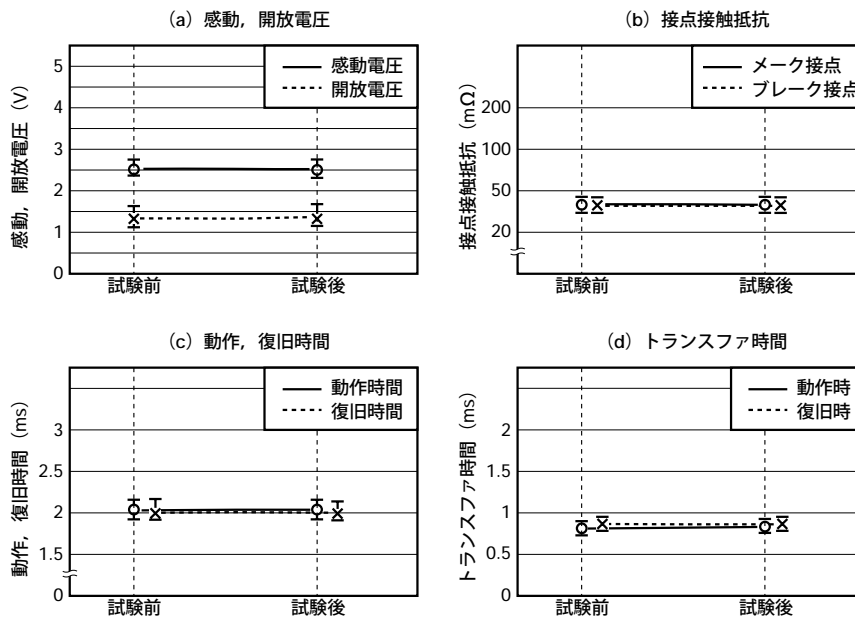 (a) 感動，開放電圧
感動，開放電圧（V）
5
4
3
2
1
0
感動電圧
開放電圧
試験前
試験後
(b) 接点接触抵抗
接点接触抵抗（mΩ）
200
100
50
20
メーク接点
ブレーク接点
試験前
試験後
(c) 動作，復旧時間
動作，復旧時間（ms）
3
2.5
2
1.5
0
動作時間
復旧時間
試験前
試験後
(d) トランスファ時間
トランスファ時間（ms）
2
1.5
1
0.5
0
動作時
復旧時
試験前
試験後